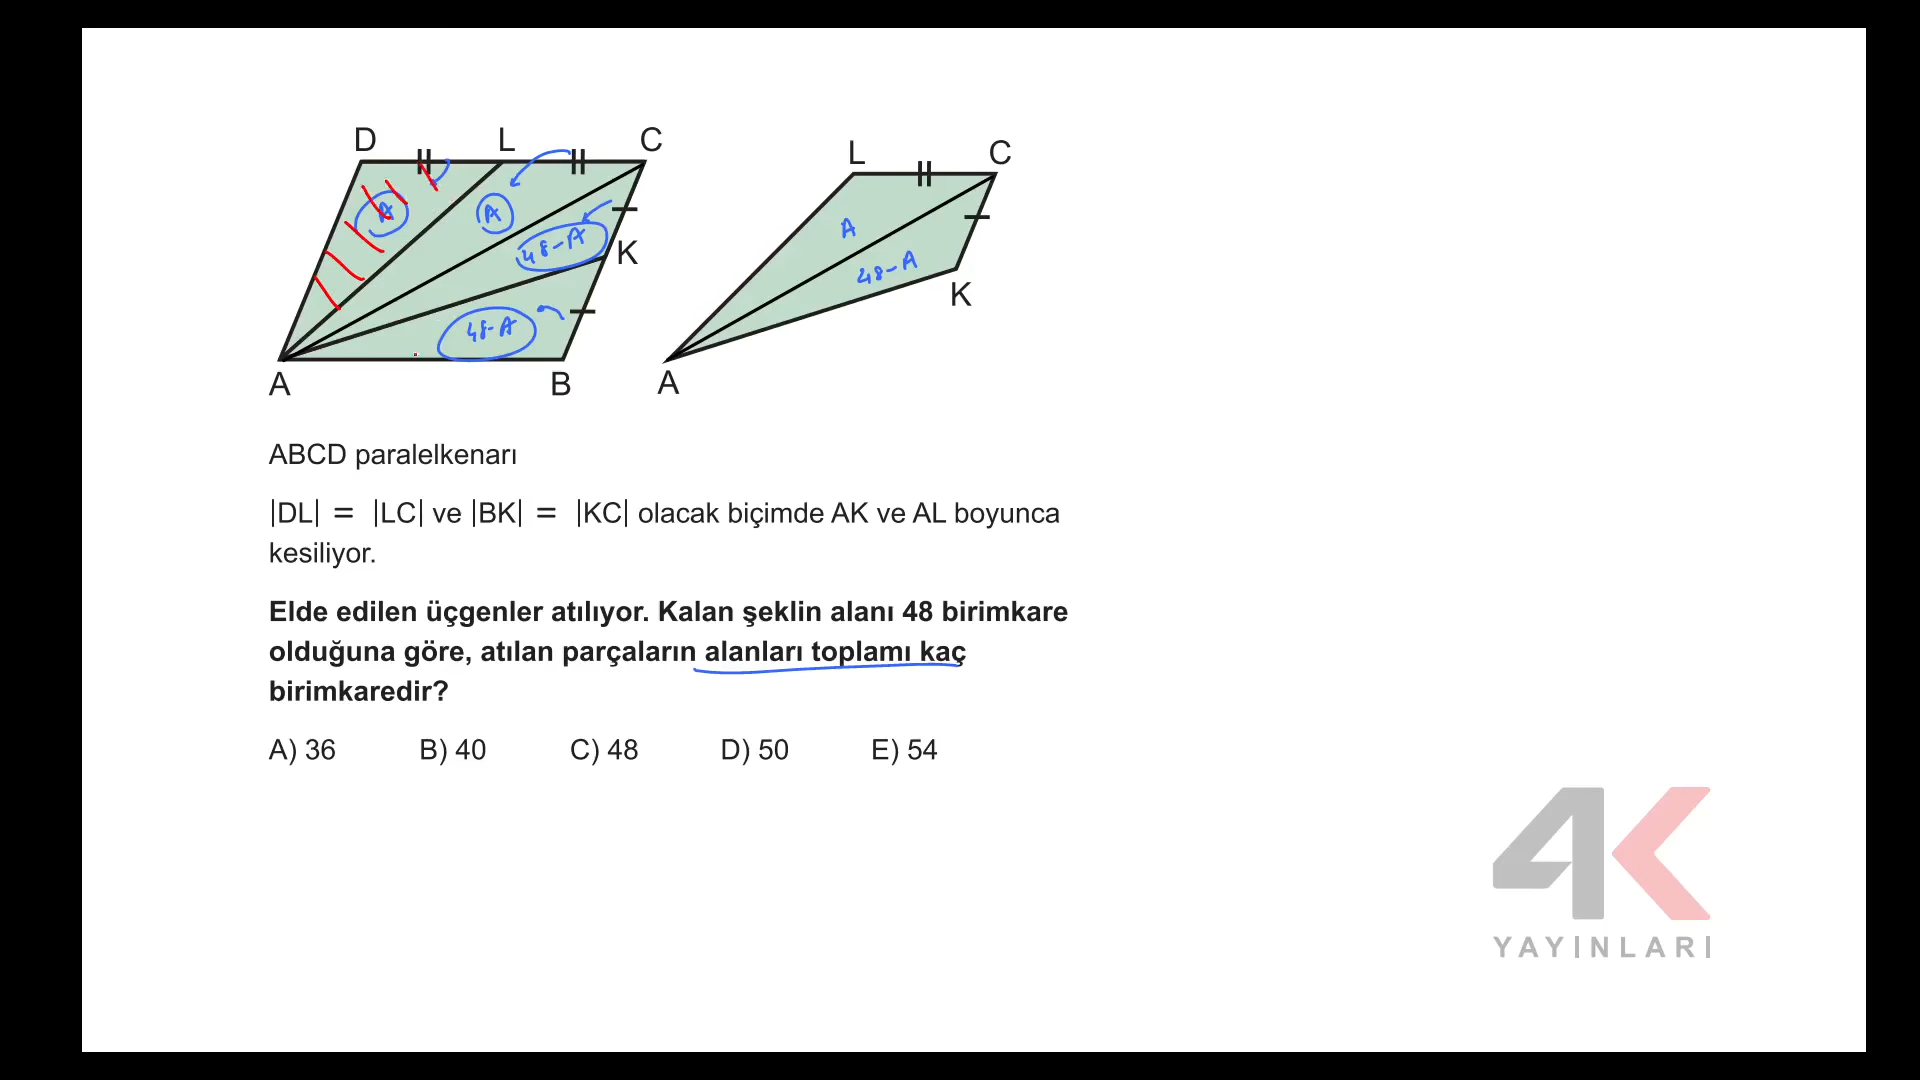 D L C
A
A
48-A
K
48-A
A B
L C
A
48-A
K
A
ABCD paralelkenarı
|DL| = |LC| ve |BK| = |KC| olacak biçimde AK ve AL boyunca
kesiliyor.
Elde edilen üçgenler atılıyor. Kalan şeklin alanı 48 birimkare
olduğuna göre, atılan parçaların alanları toplamı kaç
birimkaredir?
A) 36 B) 40 C) 48 D) 50 E) 54
4K
YAYINLARI